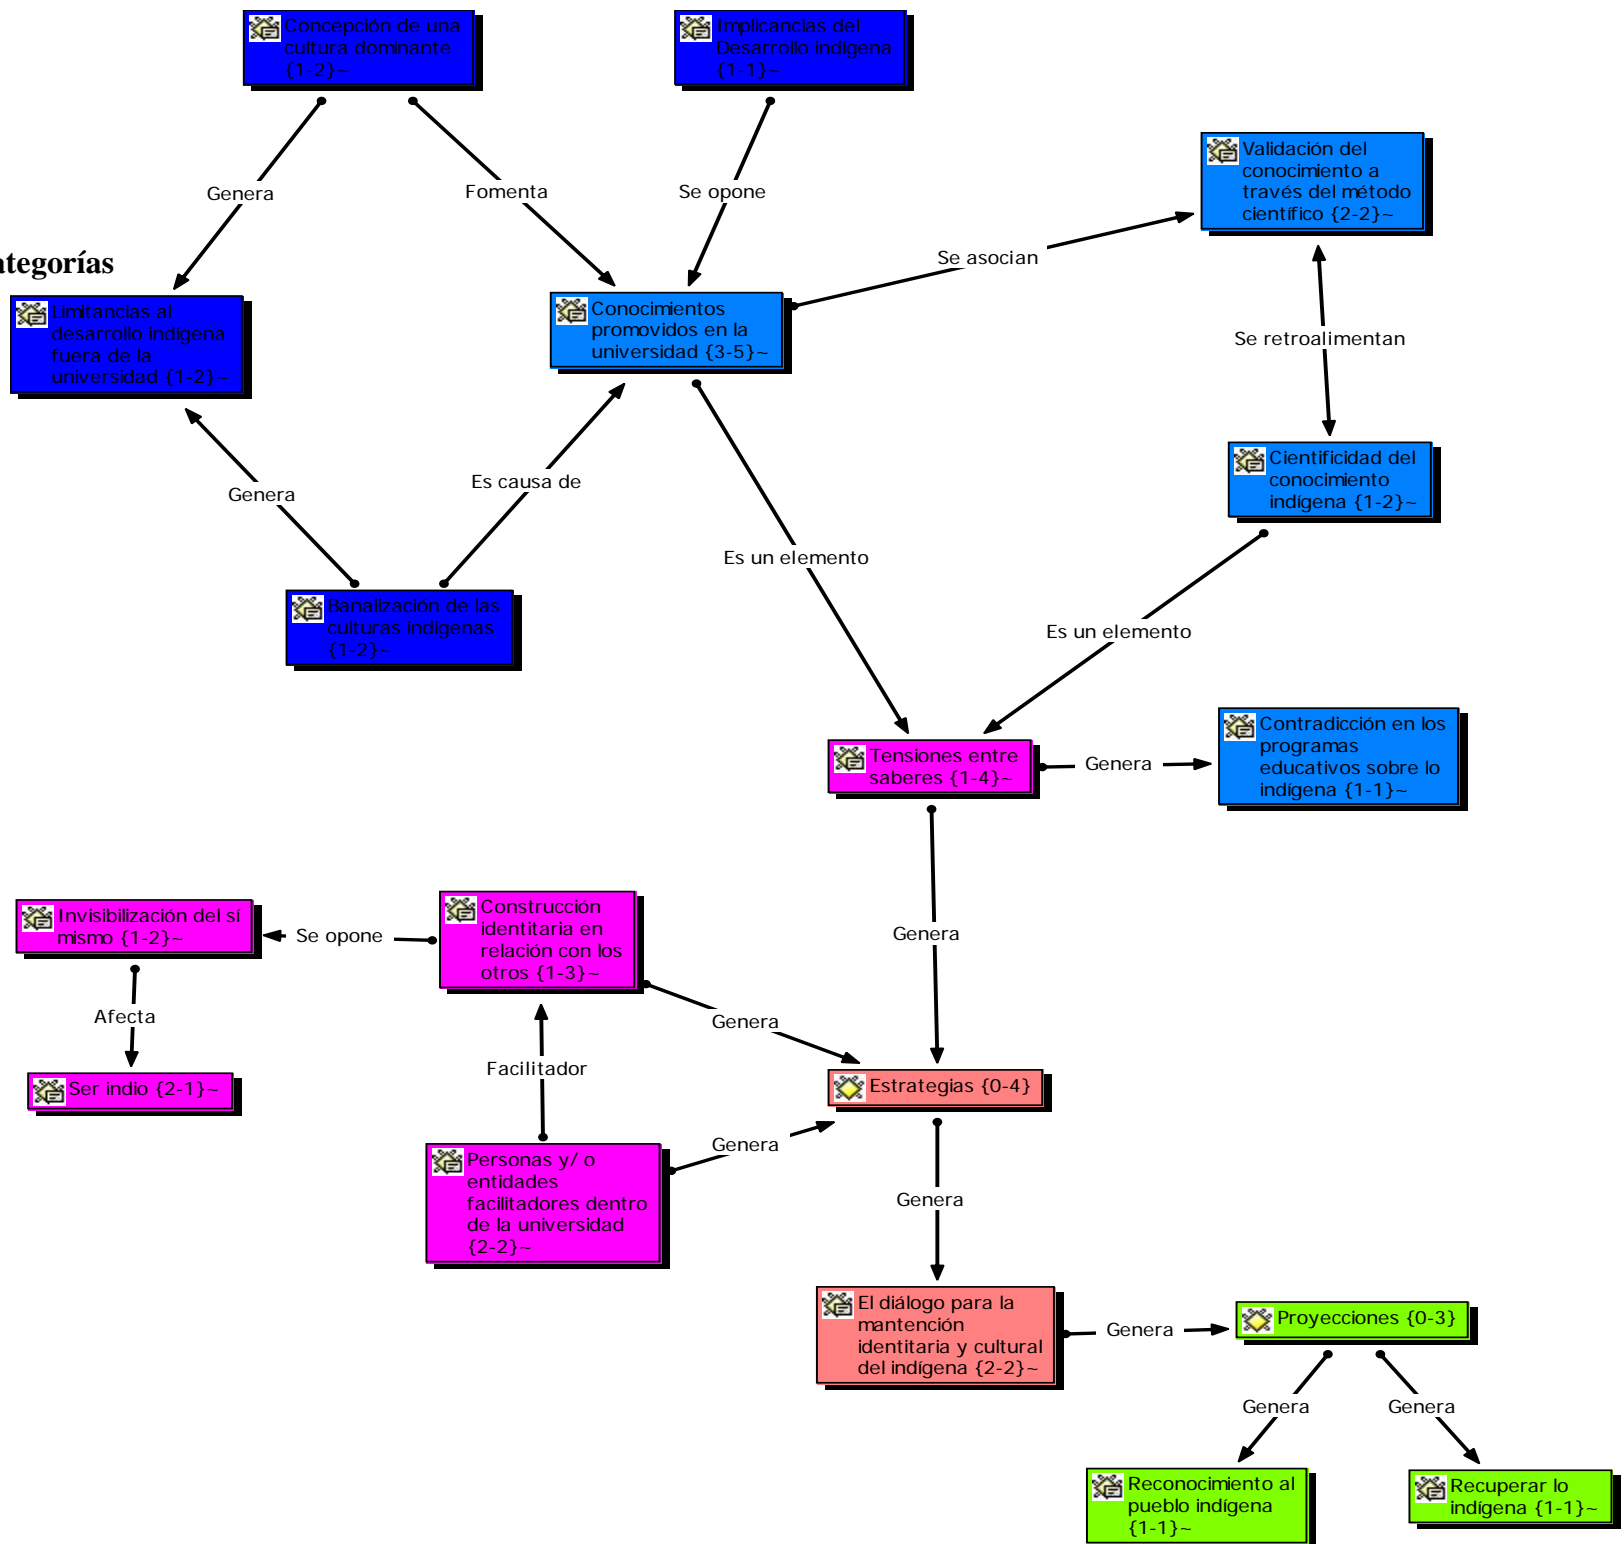 Concepción de una
cultura dominante
{1-2}~
Implicancias del
Desarrollo indígena
{1-1}~
Validación del
conocimiento a
través del método
científico {2-2}~
Genera
Fomenta
Se opone
Se asocian
ategorías
Limitancias al
desarrollo indígena
fuera de la
universidad {1-2}~
Conocimientos
promovidos en la
universidad {3-5}~
Se retroalimentan
Cientificidad del
conocimiento
indígena {1-2}~
Genera
Es causa de
Es un elemento
Banalización de las
culturas indígenas
{1-2}~
Es un elemento
Tensiones entre
saberes {1-4}~
Genera
Contradicción en los
programas
educativos sobre lo
indígena {1-1}~
Invisibilización del sí
mismo {1-2}~
Se opone
Construcción
identitaria en
relación con los
otros {1-3}~
Genera
Afecta
Genera
Ser indio {2-1}~
Facilitador
Estrategias {0-4}
Personas y/o
entidades
facilitadores dentro
de la universidad
{2-2}~
Genera
Genera
El diálogo para la
mantención
identitaria y cultural
del indígena {2-2}~
Genera
Proyecciones {0-3}
Genera
Genera
Reconocimiento al
pueblo indígena
{1-1}~
Recuperar lo
indígena {1-1}~